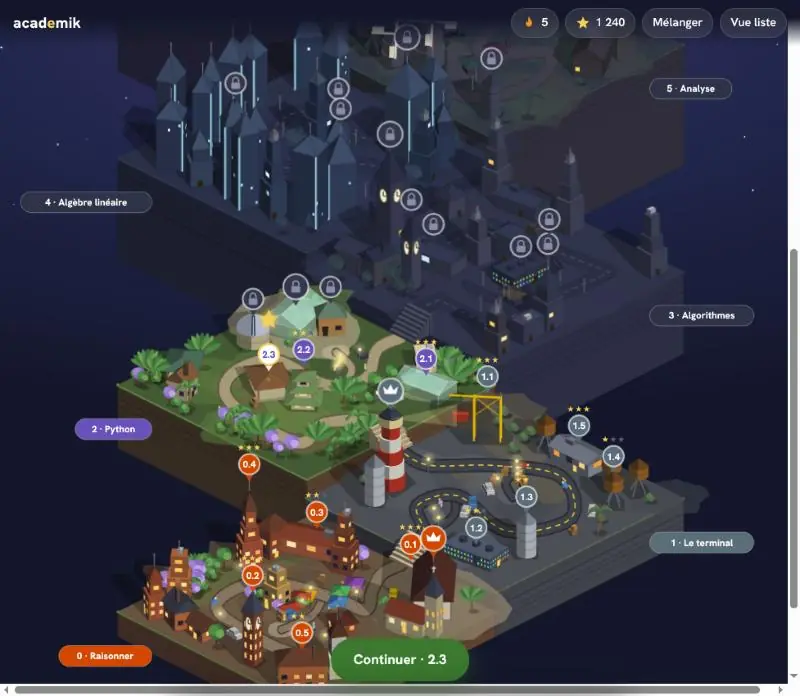 academik
5
1 240
Mélanger
Vue liste
5 · Analyse
4 · Algèbre linéaire
3 · Algorithmes
2.3
2.2
2.1
1.1
2 · Python
1.5
1.4
0.4
1.3
0.3
1.2
0.1
1 · Le terminal
0.2
0.5
0 · Raisonner
Continuer · 2.3